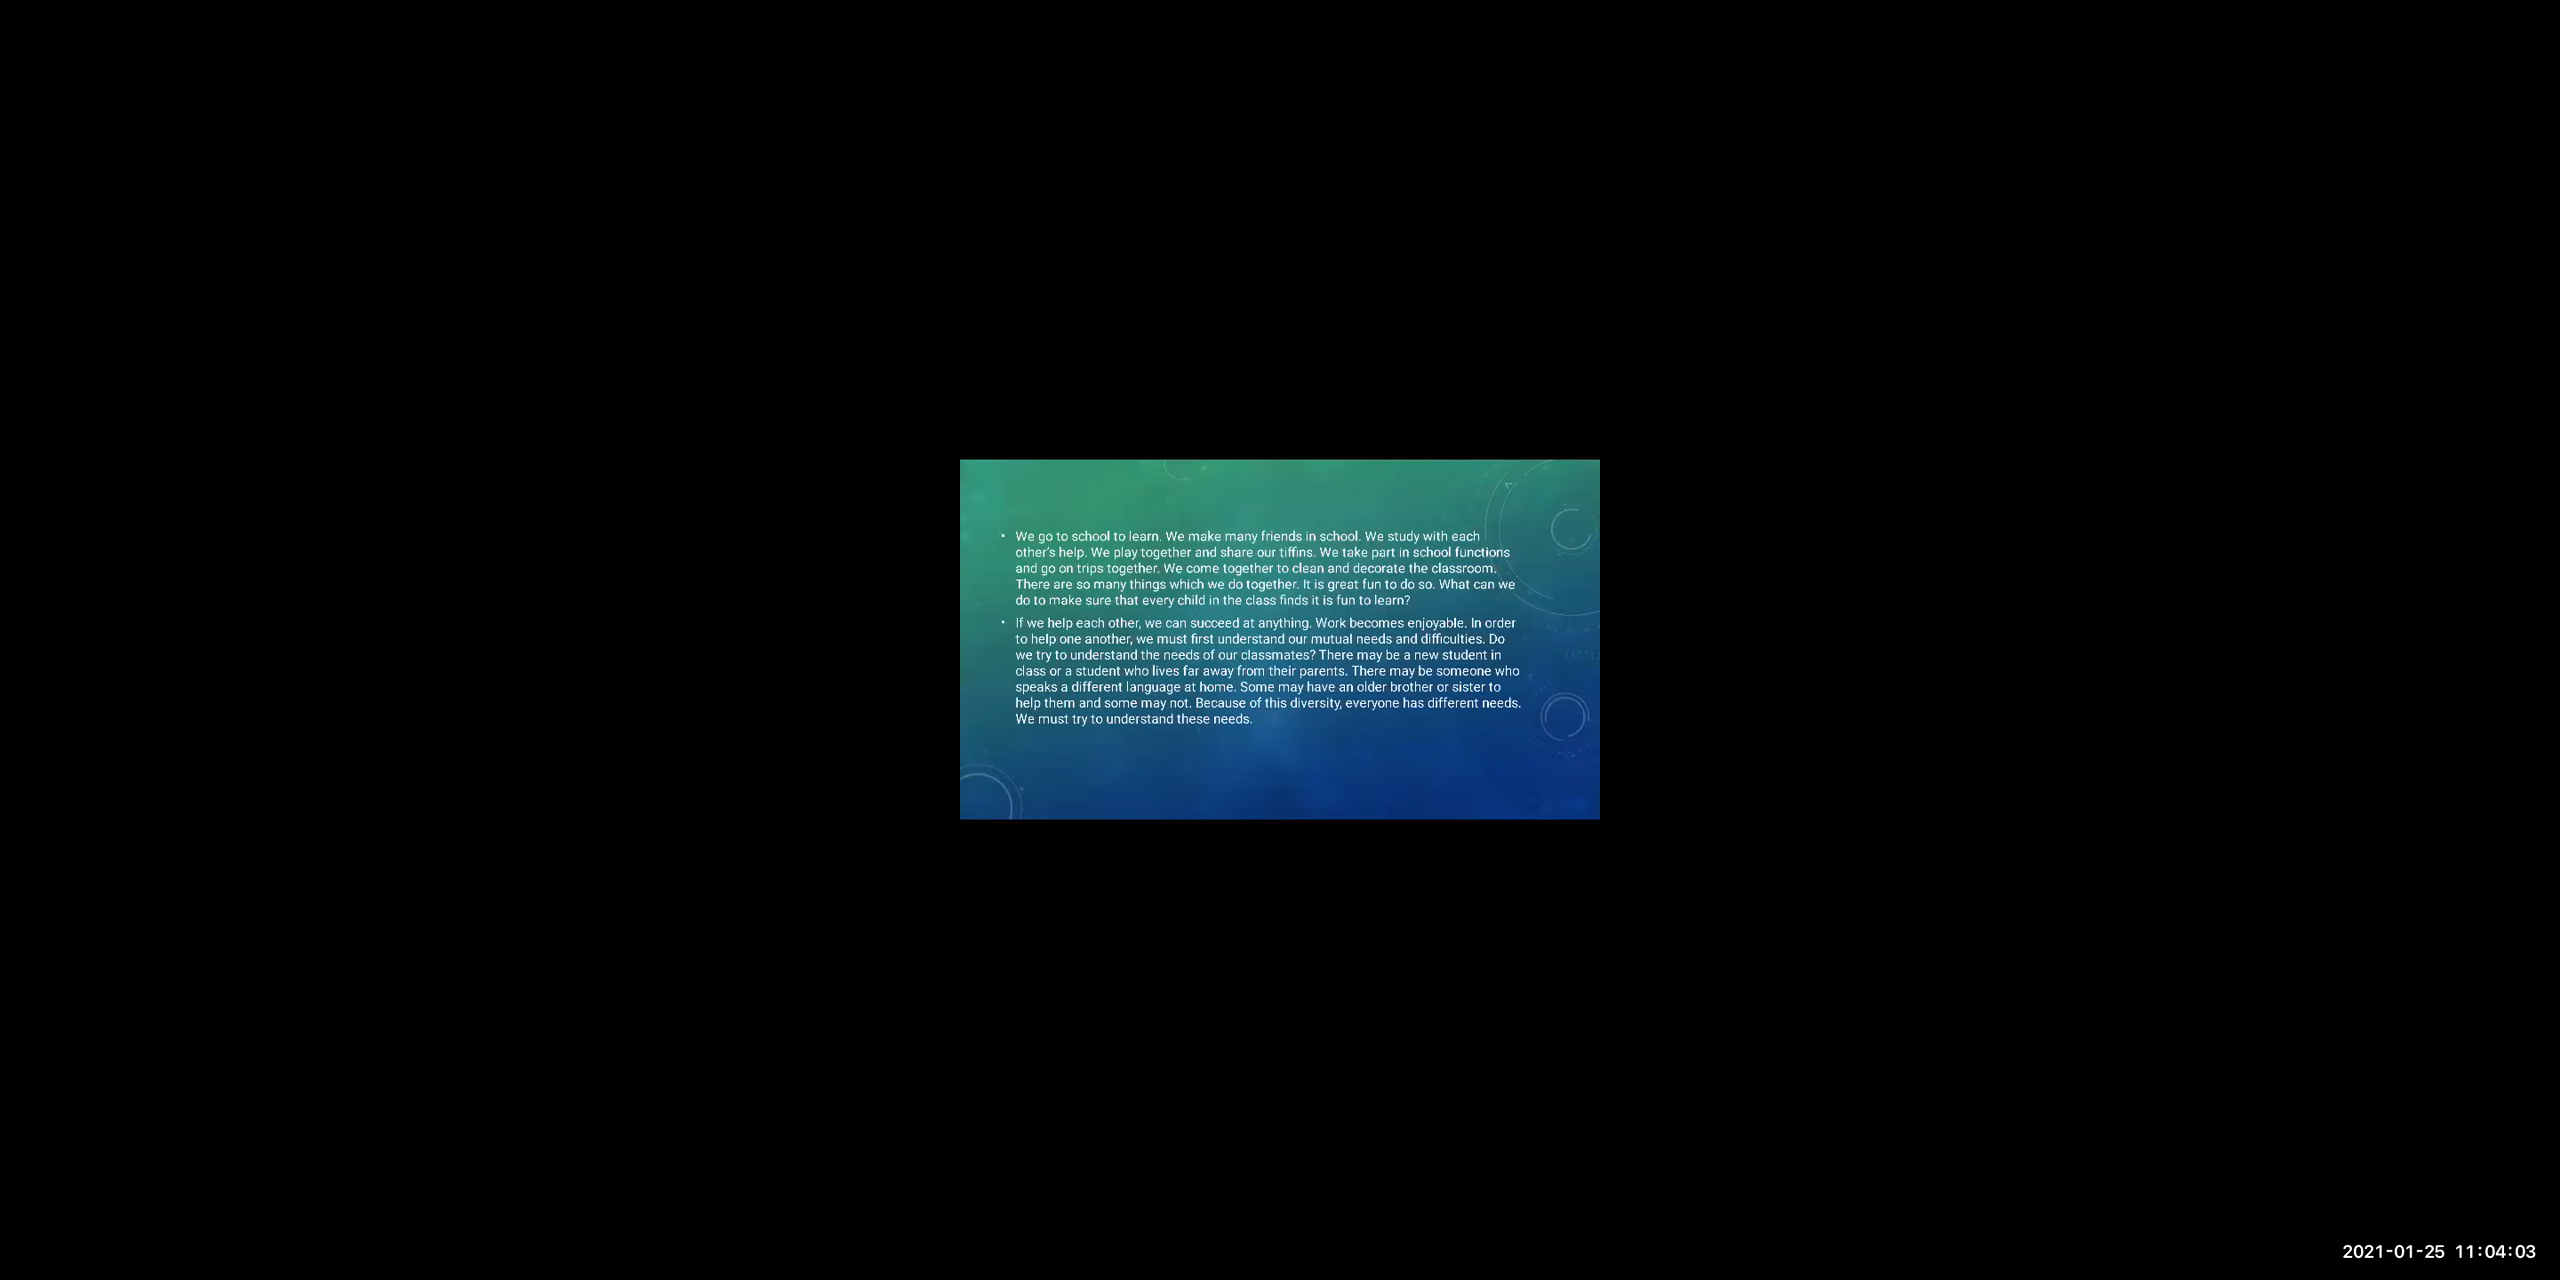 • We go to school to learn. We make many friends in school. We study with each
other's help. We play together and share our tiffins. We take part in school functions
and go on trips together. We come together to clean and decorate the classroom.
There are so many things which we do together. It is great fun to do so. What can we
do to make sure that every child in the class finds it is fun to learn?
• If we help each other, we can succeed at anything. Work becomes enjoyable. In order
to help one another, we must first understand our mutual needs and difficulties. Do
we try to understand the needs of our classmates? There may be a new student in
class or a student who lives far away from their parents. There may be someone who
speaks a different language at home. Some may have an older brother or sister to
help them and some may not. Because of this diversity, everyone has different needs.
We must try to understand these needs.
2021-01-25 11:04:03